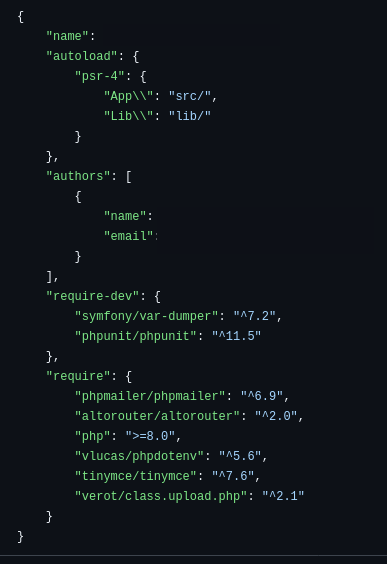 {
    "name":
    "autoload": {
        "psr-4": {
            "App\\": "src/",
            "Lib\\": "lib/"
        }
    },
    "authors": [
        {
            "name":
            "email":
        }
    ],
    "require-dev": {
        "symfony/var-dumper": "^7.2",
        "phpunit/phpunit": "^11.5"
    },
    "require": {
        "phpmailer/phpmailer": "^6.9",
        "altorouter/altorouter": "^2.0",
        "php": ">=8.0",
        "vlucas/phpdotenv": "^5.6",
        "tinymce/tinymce": "^7.6",
        "verot/class.upload.php": "^2.1"
    }
}